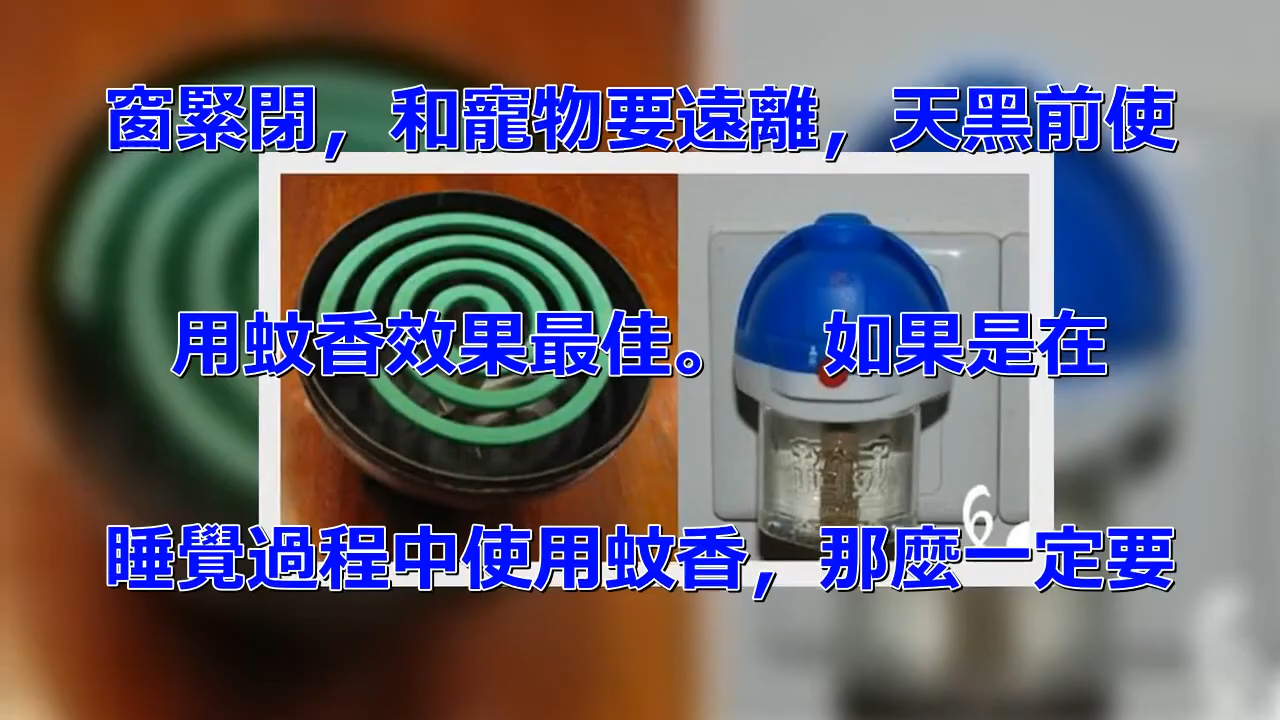 窗緊閉，和寵物要遠離，天黑前使
用蚊香效果最佳。 如果是在
睡覺過程中使用蚊香，那麼一定要
6